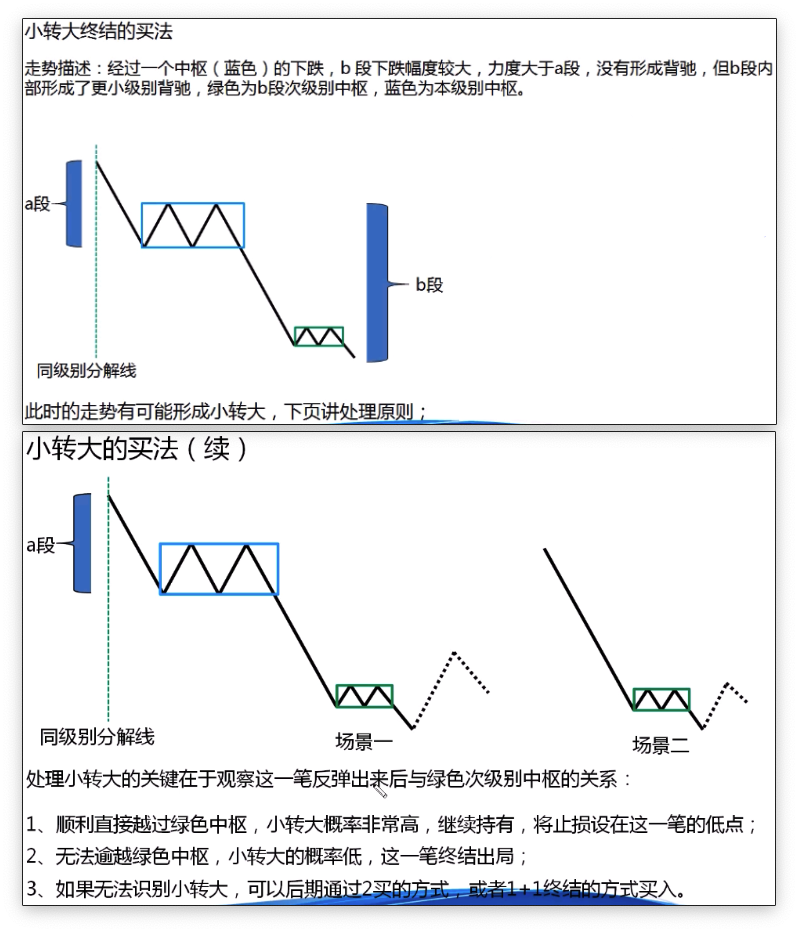 小转大终结的买法
走势描述：经过一个中枢（蓝色）的下跌，b 段下跌幅度较大，力度大于a段，没有形成背驰，但b段内
部形成了更小级别背驰，绿色为b段次级别中枢，蓝色为本级别中枢。
a段
b段
同级别分解线
此时的走势有可能形成小转大，下页讲处理原则；
小转大的买法（续）
a段
同级别分解线
场景一
场景二
处理小转大的关键在于观察这一笔反弹出来后与绿色次级别中枢的关系：
1、顺利直接越过绿色中枢，小转大概率非常高，继续持有，将止损设在这一笔的低点；
2、无法逾越绿色中枢，小转大的概率低，这一笔终结出局；
3、如果无法识别小转大，可以后期通过2买的方式，或者1+1终结的方式买入。